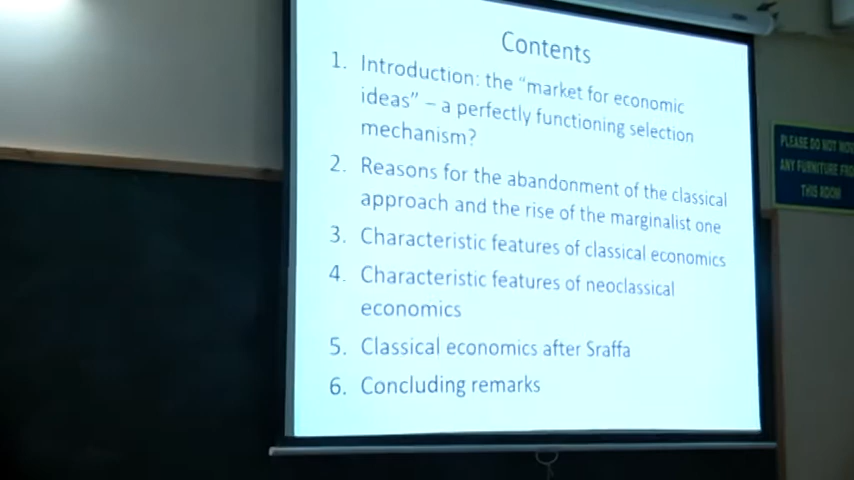 Contents
1. Introduction: the “market for economic
ideas” – a perfectly functioning selection
mechanism?
2. Reasons for the abandonment of the classical
approach and the rise of the marginalist one
3. Characteristic features of classical economics
4. Characteristic features of neoclassical
economics
5. Classical economics after Sraffa
6. Concluding remarks
PLEASE DO NOT
ANY FURNITURE
THIS ROOM